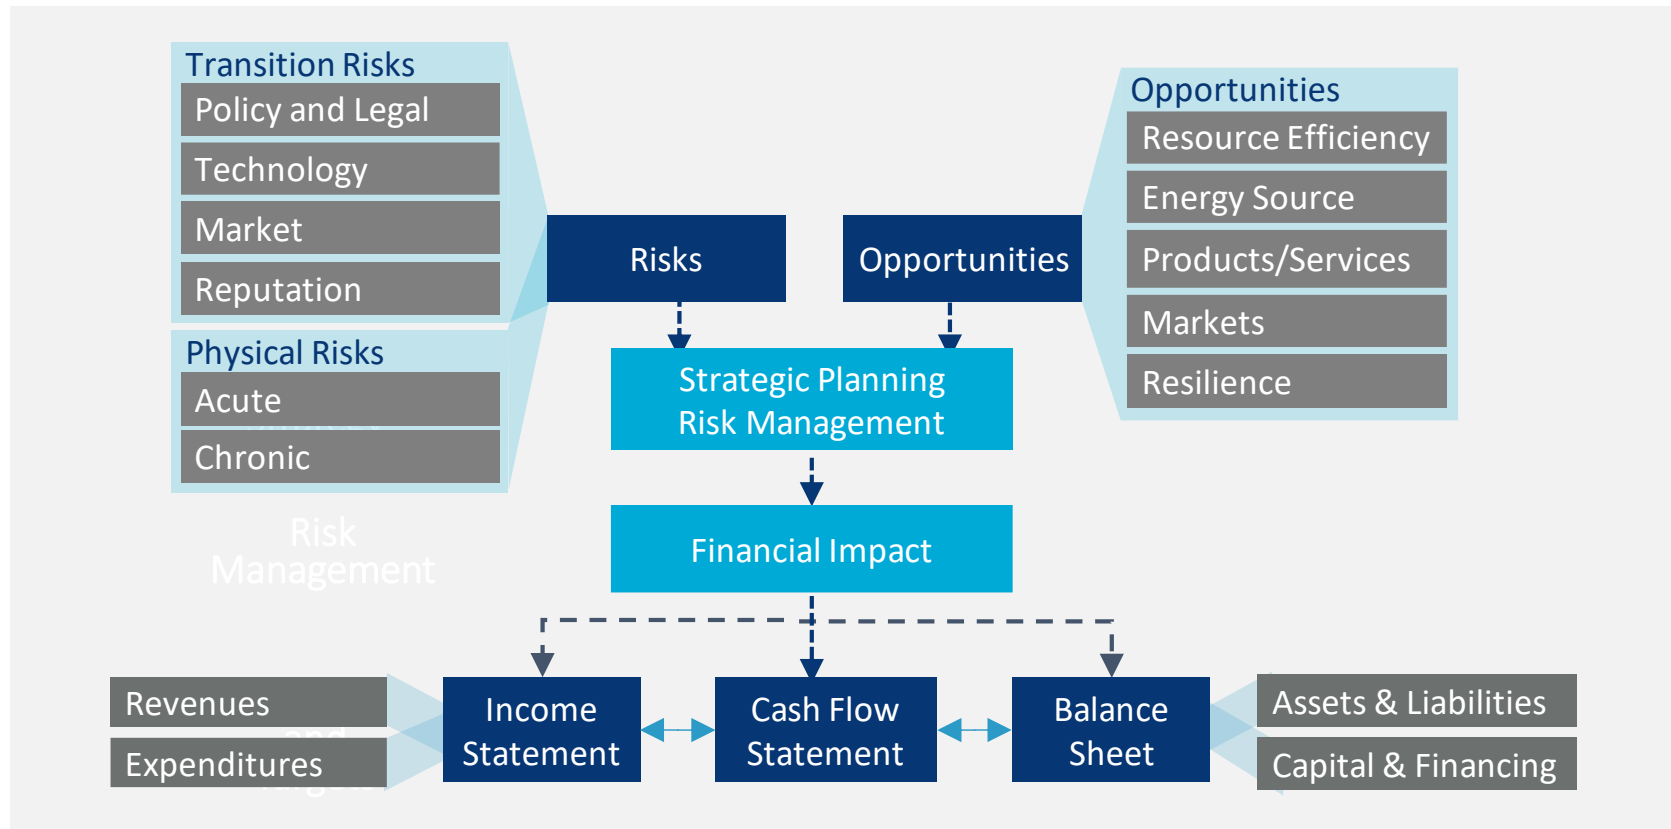 Transition Risks
Policy and Legal
Technology
Market
Reputation
Physical Risks
Acute
Chronic
Risk
Management
Risks
Opportunities
Opportunities
Resource Efficiency
Energy Source
Products/Services
Markets
Resilience
Strategic Planning
Risk Management
Financial Impact
Revenues
and
Expenditures
Income
Statement
Cash Flow
Statement
Balance
Sheet
Assets & Liabilities
Capital & Financing